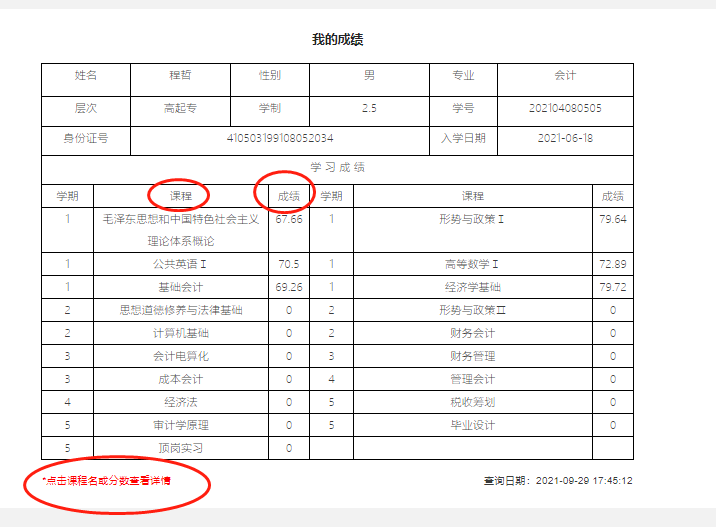 我的成绩
姓名 程哲 性别 男 专业 会计
层次 高起专 学制 2.5 学号 202104080505
身份证号 410503199108052034 入学日期 2021-06-18
学习成绩
学期 课程 成绩 学期 课程 成绩
1 毛泽东思想和中国特色社会主义 67.66 1 形势与政策Ⅰ 79.64
理论体系概论
1 公共英语Ⅰ 70.5 1 高等数学Ⅰ 72.89
1 基础会计 69.26 1 经济学基础 79.72
2 思想道德修养与法律基础 0 2 形势与政策Ⅱ 0
2 计算机基础 0 2 财务会计 0
3 会计电算化 0 3 财务管理 0
3 成本会计 0 4 管理会计 0
4 经济法 0 5 税收筹划 0
5 审计学原理 0 5 毕业设计 0
5 顶岗实习 0
*点击课程名或分数查看详情 查询日期：2021-09-29 17:45:12